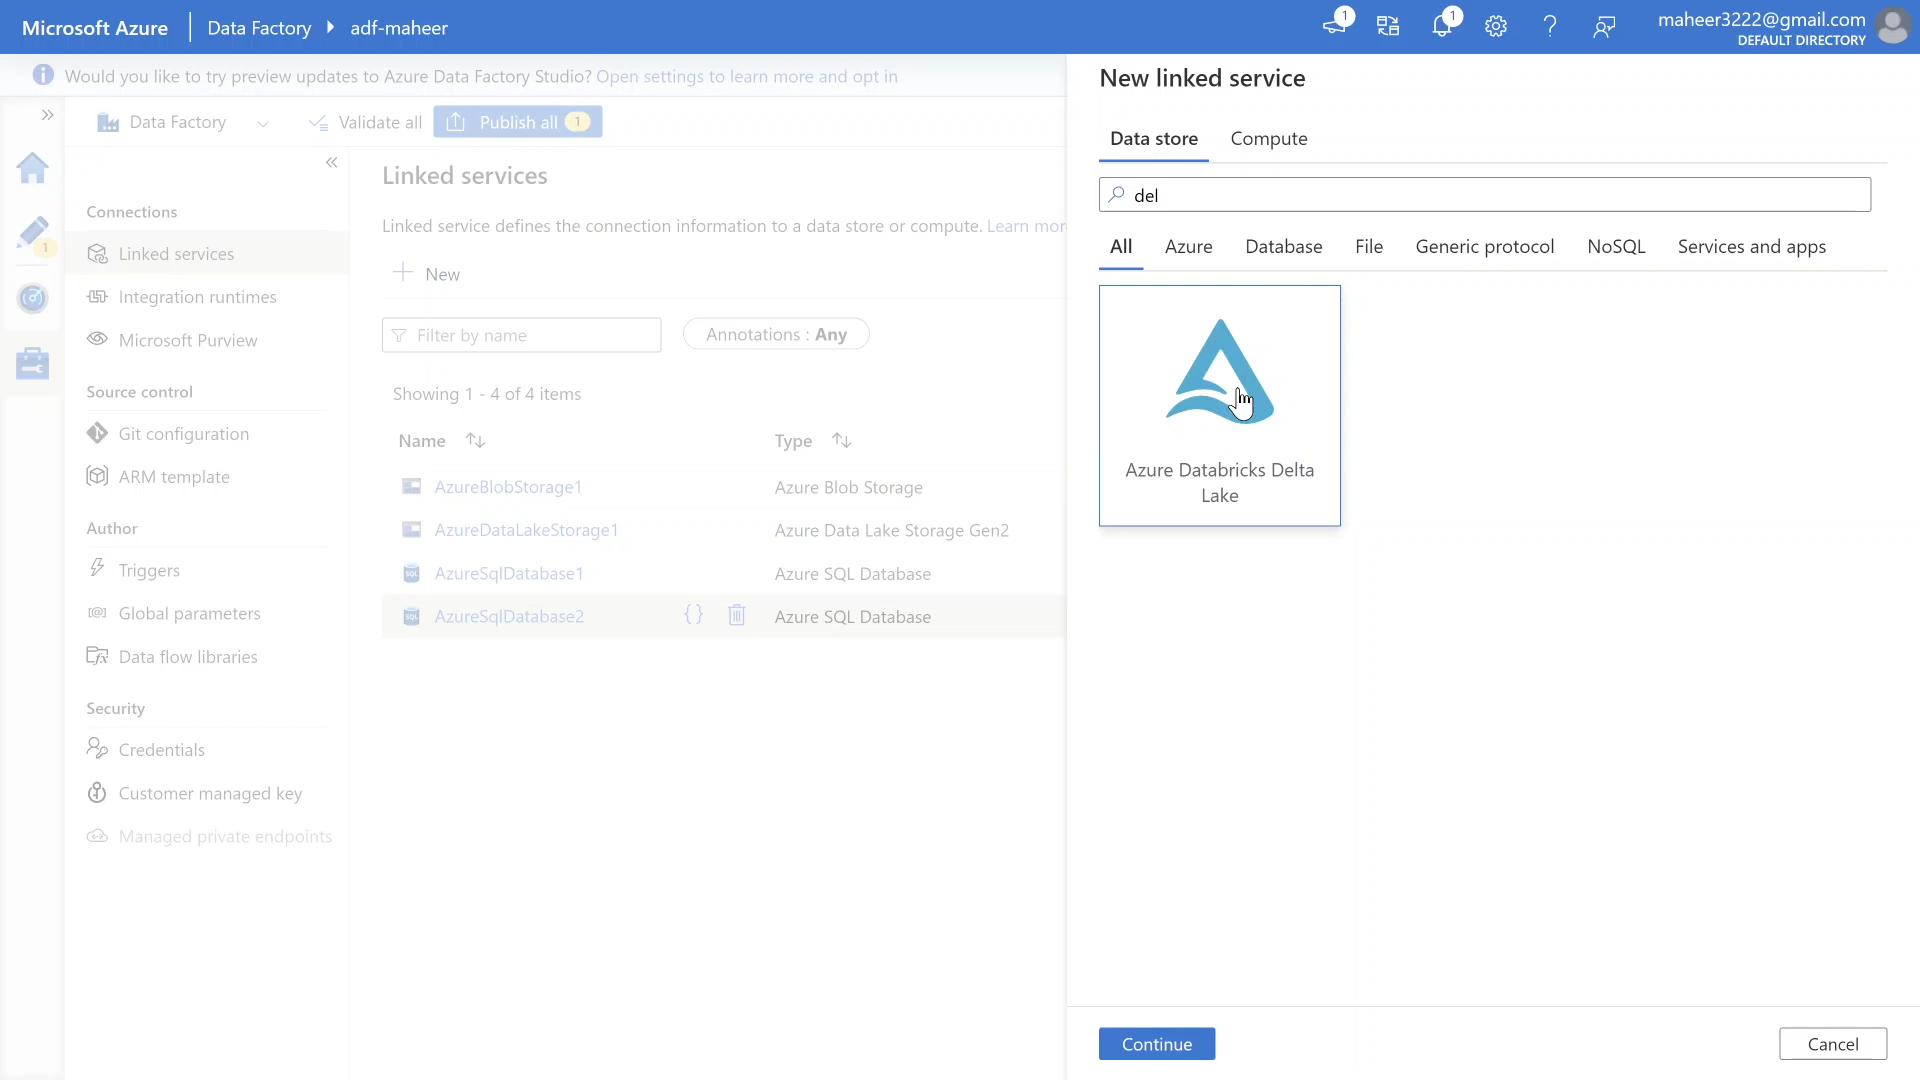 Microsoft Azure
Data Factory
adf-maheer
1
1
maheer3222@gmail.com
DEFAULT DIRECTORY
Would you like to try preview updates to Azure Data Factory Studio? Open settings to learn more and opt in
Data Factory
Validate all
Publish all
1
1
Connections
Linked services
Integration runtimes
Microsoft Purview
Source control
Git configuration
ARM template
Author
Triggers
Global parameters
Data flow libraries
Security
Credentials
Customer managed key
Managed private endpoints
Linked services
Linked service defines the connection information to a data store or compute. Learn mor
New
Filter by name
Annotations : Any
Showing 1 - 4 of 4 items
Name
Type
AzureBlobStorage1
Azure Blob Storage
AzureDataLakeStorage1
Azure Data Lake Storage Gen2
AzureSqlDatabase1
Azure SQL Database
AzureSqlDatabase2
{}
Azure SQL Database
New linked service
Data store
Compute
del
All
Azure
Database
File
Generic protocol
NoSQL
Services and apps
Azure Databricks Delta
Lake
Continue
Cancel